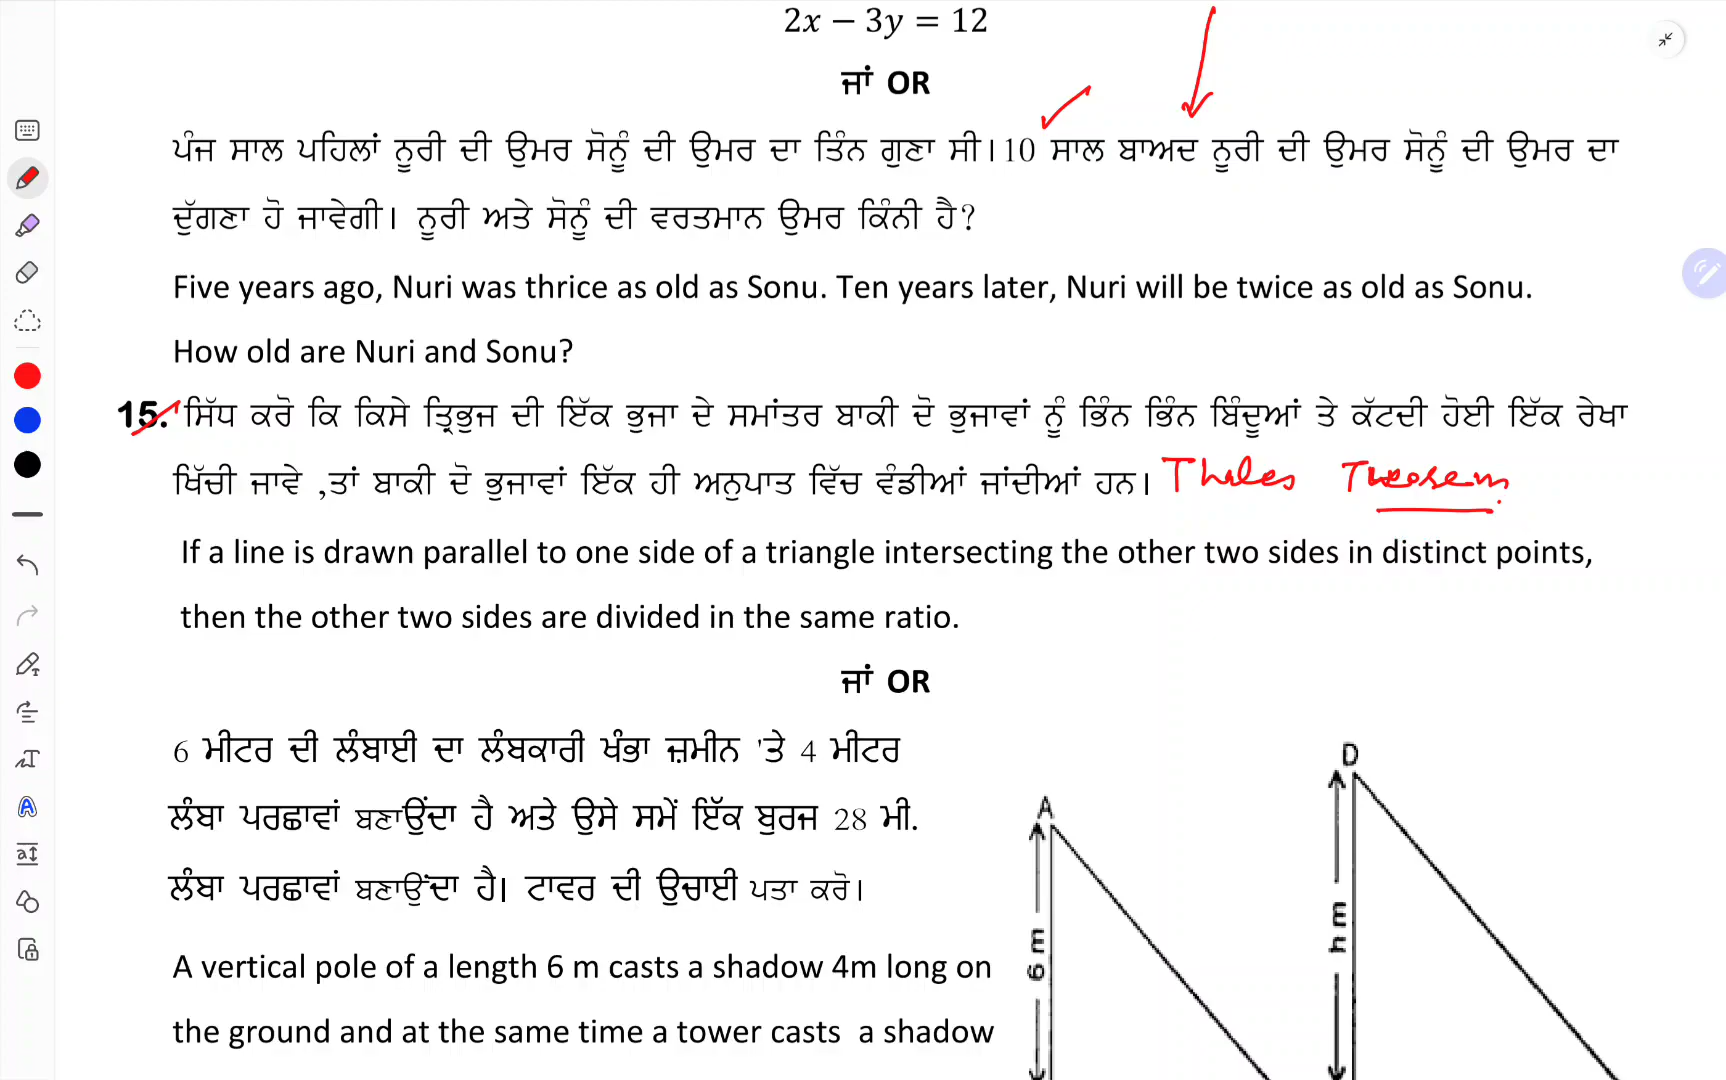 2x − 3y = 12
ਜਾਂ OR
ਪੰਜ ਸਾਲ ਪਹਿਲਾਂ ਨੂਰੀ ਦੀ ਉਮਰ ਸੋਨੂੰ ਦੀ ਉਮਰ ਦਾ ਤਿੰਨ ਗੁਣਾ ਸੀ। 10 ਸਾਲ ਬਾਅਦ ਨੂਰੀ ਦੀ ਉਮਰ ਸੋਨੂੰ ਦੀ ਉਮਰ ਦਾ
ਦੁੱਗਣਾ ਹੋ ਜਾਵੇਗੀ। ਨੂਰੀ ਅਤੇ ਸੋਨੂੰ ਦੀ ਵਰਤਮਾਨ ਉਮਰ ਕਿੰਨੀ ਹੈ?
Five years ago, Nuri was thrice as old as Sonu. Ten years later, Nuri will be twice as old as Sonu.
How old are Nuri and Sonu?
15. ਸਿੱਧ ਕਰੋ ਕਿ ਕਿਸੇ ਤ੍ਰਿਭੁਜ ਦੀ ਇੱਕ ਭੁਜਾ ਦੇ ਸਮਾਂਤਰ ਬਾਕੀ ਦੋ ਭੁਜਾਵਾਂ ਨੂੰ ਭਿੰਨ ਭਿੰਨ ਬਿੰਦੂਆਂ ਤੇ ਕੱਟਦੀ ਹੋਈ ਇੱਕ ਰੇਖਾ
ਖਿੱਚੀ ਜਾਵੇ ,ਤਾਂ ਬਾਕੀ ਦੋ ਭੁਜਾਵਾਂ ਇੱਕ ਹੀ ਅਨੁਪਾਤ ਵਿੱਚ ਵੰਡੀਆਂ ਜਾਂਦੀਆਂ ਹਨ। Thales Theorem
If a line is drawn parallel to one side of a triangle intersecting the other two sides in distinct points,
then the other two sides are divided in the same ratio.
ਜਾਂ OR
6 ਮੀਟਰ ਦੀ ਲੰਬਾਈ ਦਾ ਲੰਬਕਾਰੀ ਖੰਭਾ ਜ਼ਮੀਨ 'ਤੇ 4 ਮੀਟਰ
ਲੰਬਾ ਪਰਛਾਵਾਂ ਬਣਾਉਂਦਾ ਹੈ ਅਤੇ ਉਸੇ ਸਮੇਂ ਇੱਕ ਬੁਰਜ 28 ਮੀ.
ਲੰਬਾ ਪਰਛਾਵਾਂ ਬਣਾਉਂਦਾ ਹੈ। ਟਾਵਰ ਦੀ ਉਚਾਈ ਪਤਾ ਕਰੋ।
A vertical pole of a length 6 m casts a shadow 4m long on
the ground and at the same time a tower casts a shadow
A
6 m
D
h m